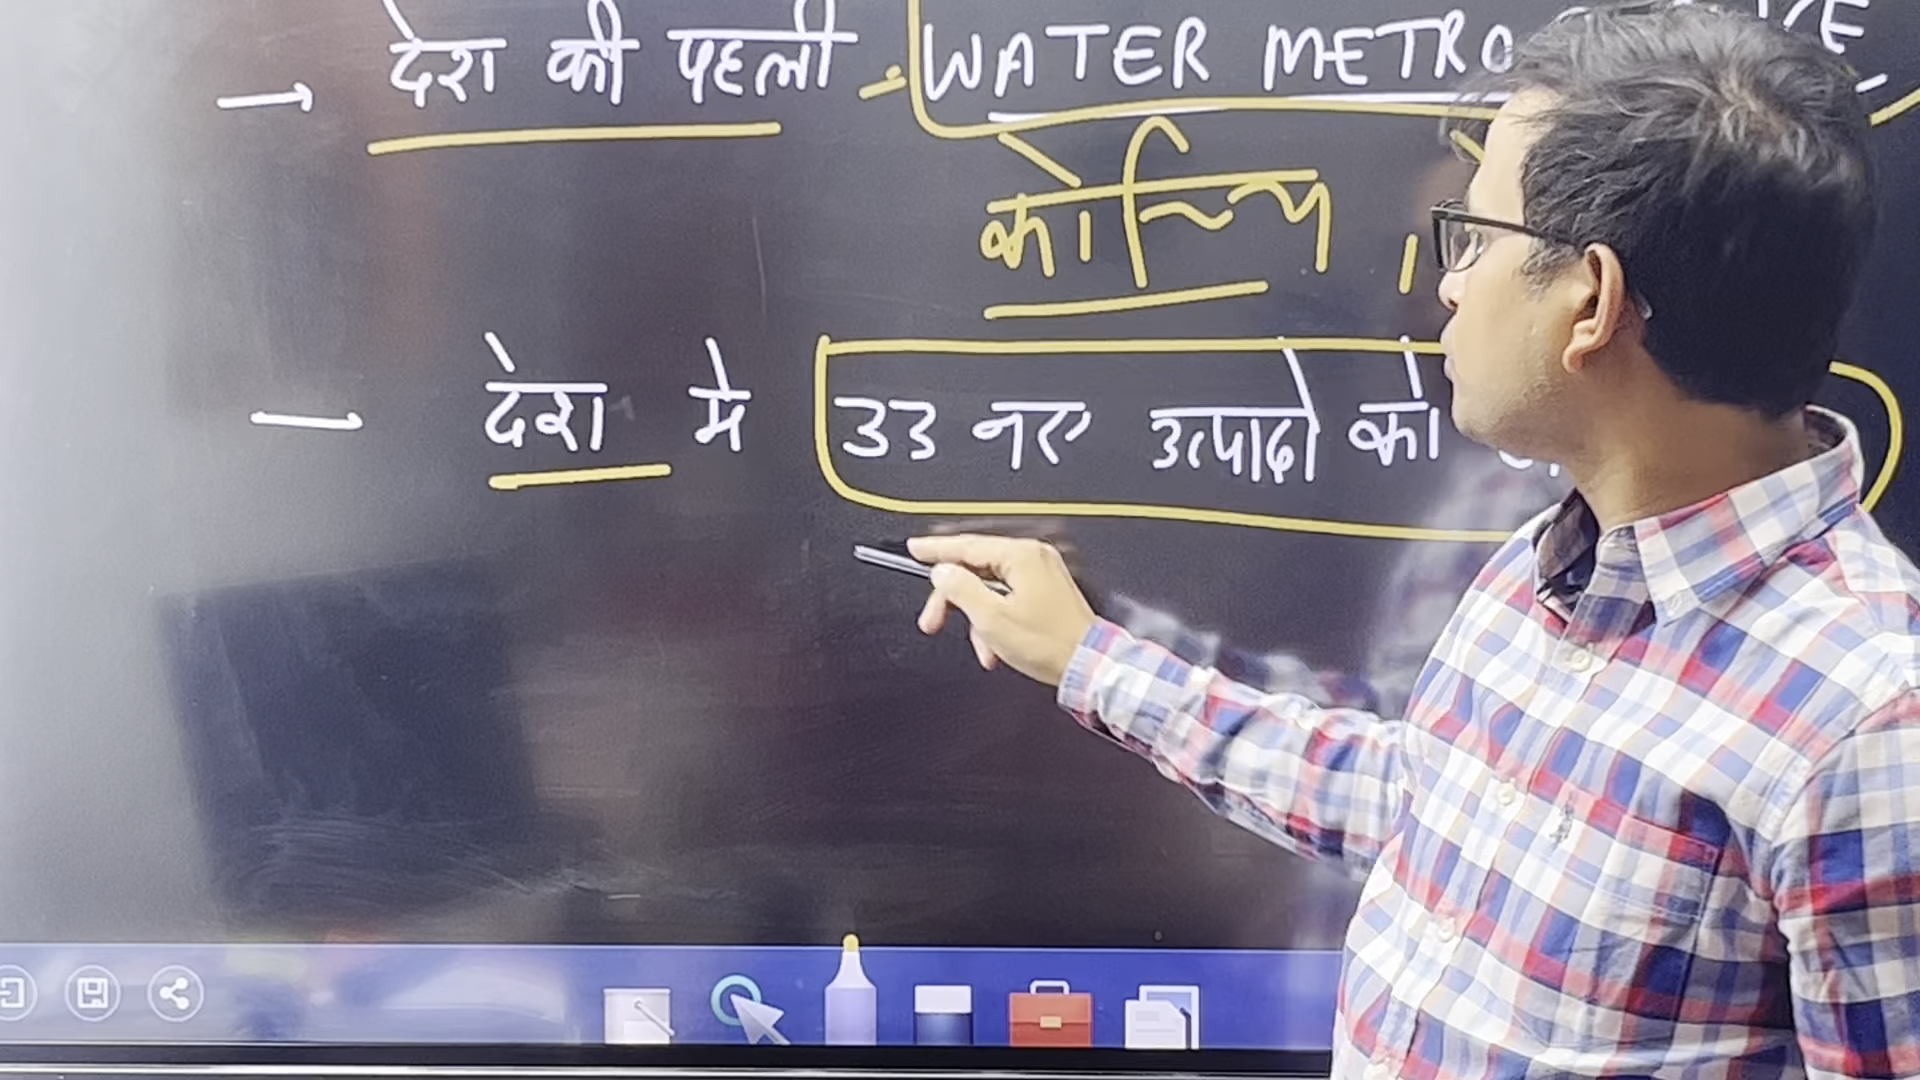 → देश की पहली - WATER METRO
कोच्चि
— देश मे 33 नए उत्पादो को